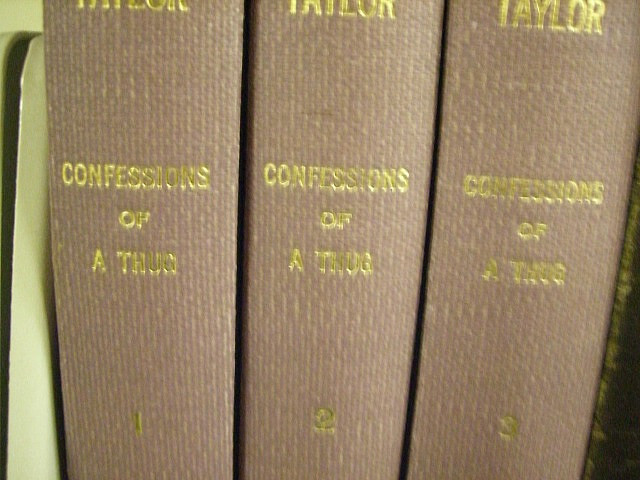 TAYLOR
CONFESSIONS
OF
A THUG
1
TAYLOR
CONFESSIONS
OF
A THUG
2
TAYLOR
CONFESSIONS
OF
A THUG
3